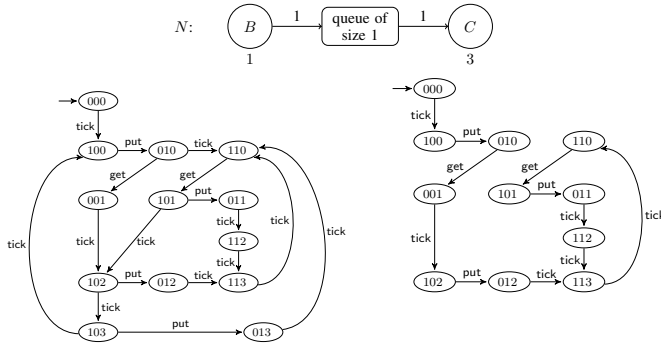 N: B 1 queue of size 1 1 C
1 3
000 000
tick tick
100 put 010 tick 110 100 put 010 110
get get get get
001 101 put 011 001 101 put 011
tick tick
112 112
tick tick tick tick tick tick tick tick
102 put 012 tick 113 102 put 012 tick 113
tick
103 put 013